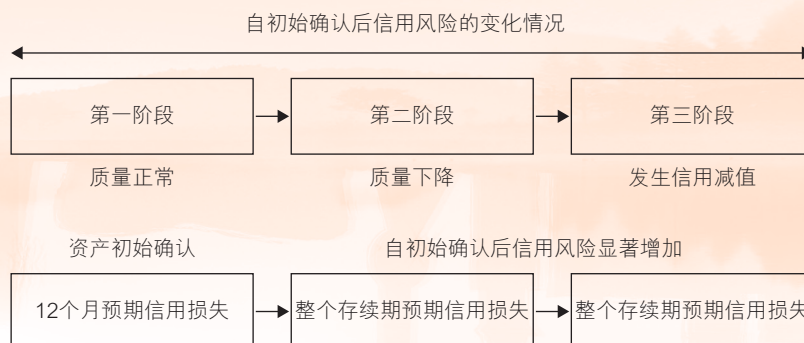 自初始确认后信用风险的变化情况
第一阶段 第二阶段 第三阶段
质量正常 质量下降 发生信用减值
资产初始确认 自初始确认后信用风险显著增加
12个月预期信用损失 整个存续期预期信用损失 整个存续期预期信用损失